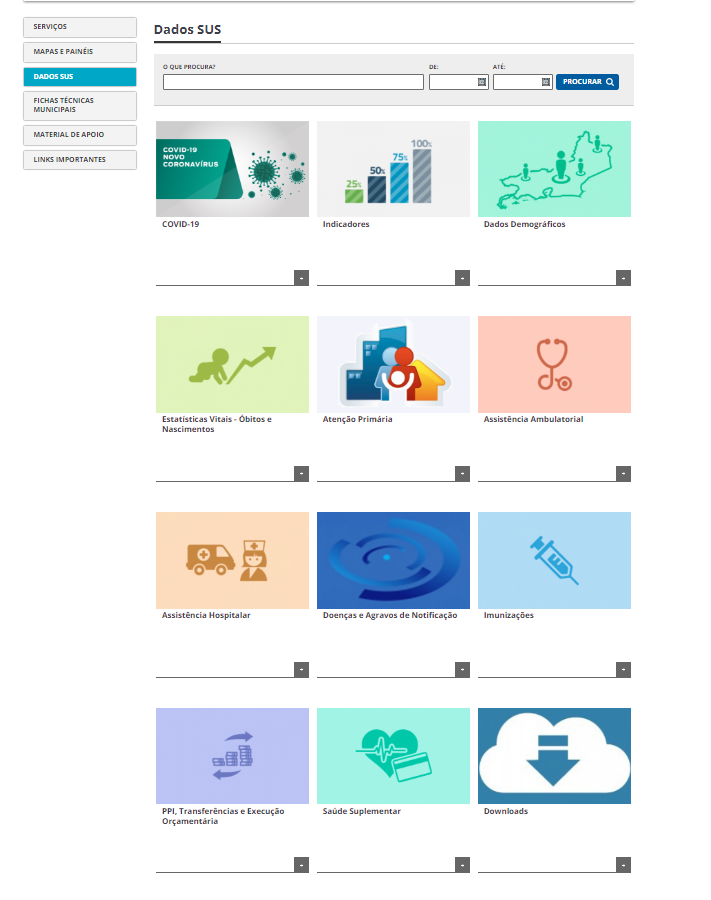 SERVIÇOS
MAPAS E PAINÉIS
DADOS SUS
FICHAS TÉCNICAS
MUNICIPAIS
MATERIAL DE APOIO
LINKS IMPORTANTES
Dados SUS
O QUE PROCURA?
DE:
ATÉ:
PROCURAR
COVID-19
NOVO
CORONAVÍRUS
25%
50%
75%
100%
COVID-19
Indicadores
Dados Demográficos
Estatísticas Vitais - Óbitos e
Nascimentos
Atenção Primária
Assistência Ambulatorial
Assistência Hospitalar
Doenças e Agravos de Notificação
Imunizações
PPI, Transferências e Execução
Orçamentária
Saúde Suplementar
Downloads